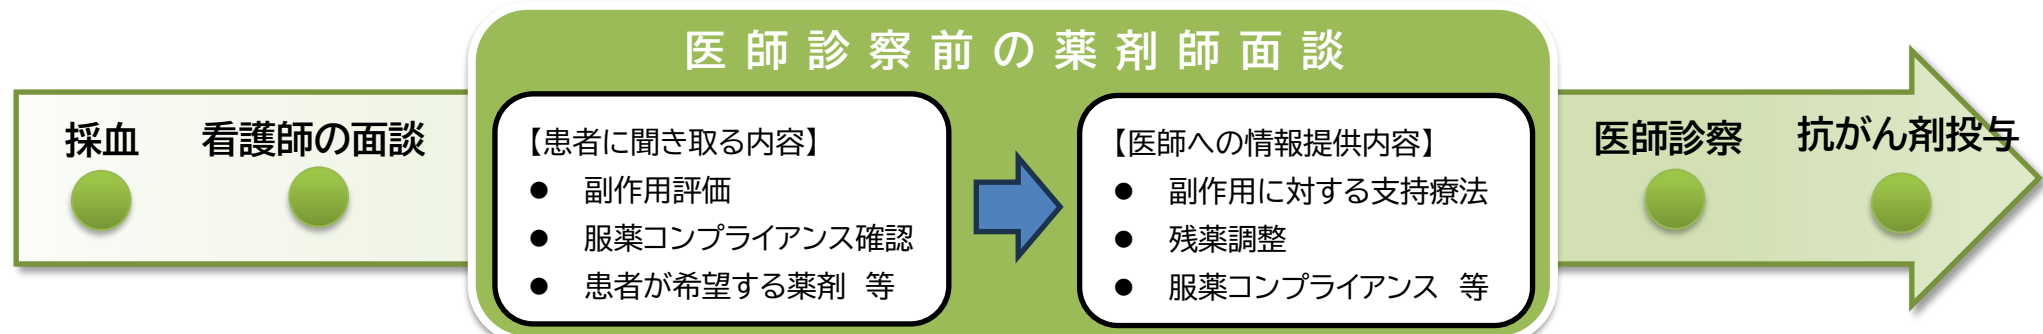 医師診察前の薬剤師面談
採血
看護師の面談
【患者に聞き取る内容】
● 副作用評価
● 服薬コンプライアンス確認
● 患者が希望する薬剤 等
【医師への情報提供内容】
● 副作用に対する支持療法
● 残薬調整
● 服薬コンプライアンス 等
医師診察
抗がん剤投与